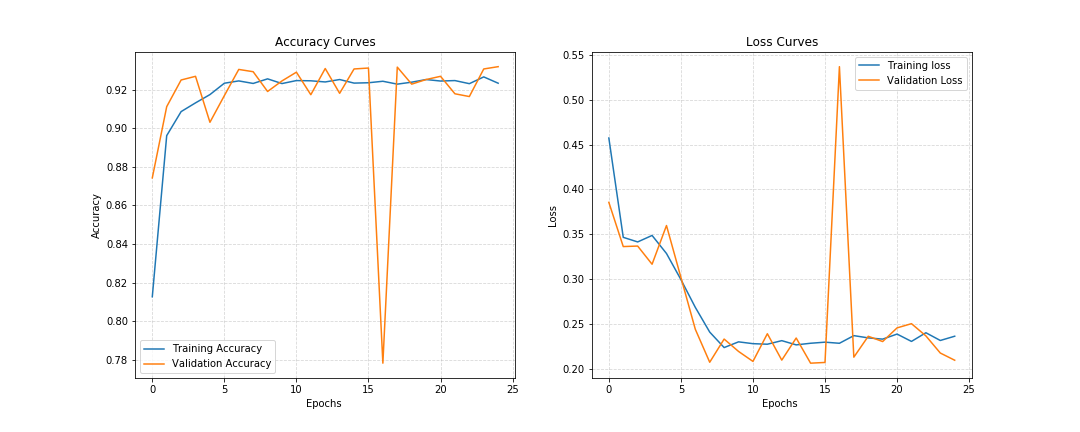 Accuracy Curves
Accuracy
0.92
0.90
0.88
0.86
0.84
0.82
0.80
0.78
Training Accuracy
Validation Accuracy
0 5 10 15 20 25
Epochs
Loss Curves
Loss
0.55
0.50
0.45
0.40
0.35
0.30
0.25
0.20
Training loss
Validation Loss
0 5 10 15 20 25
Epochs